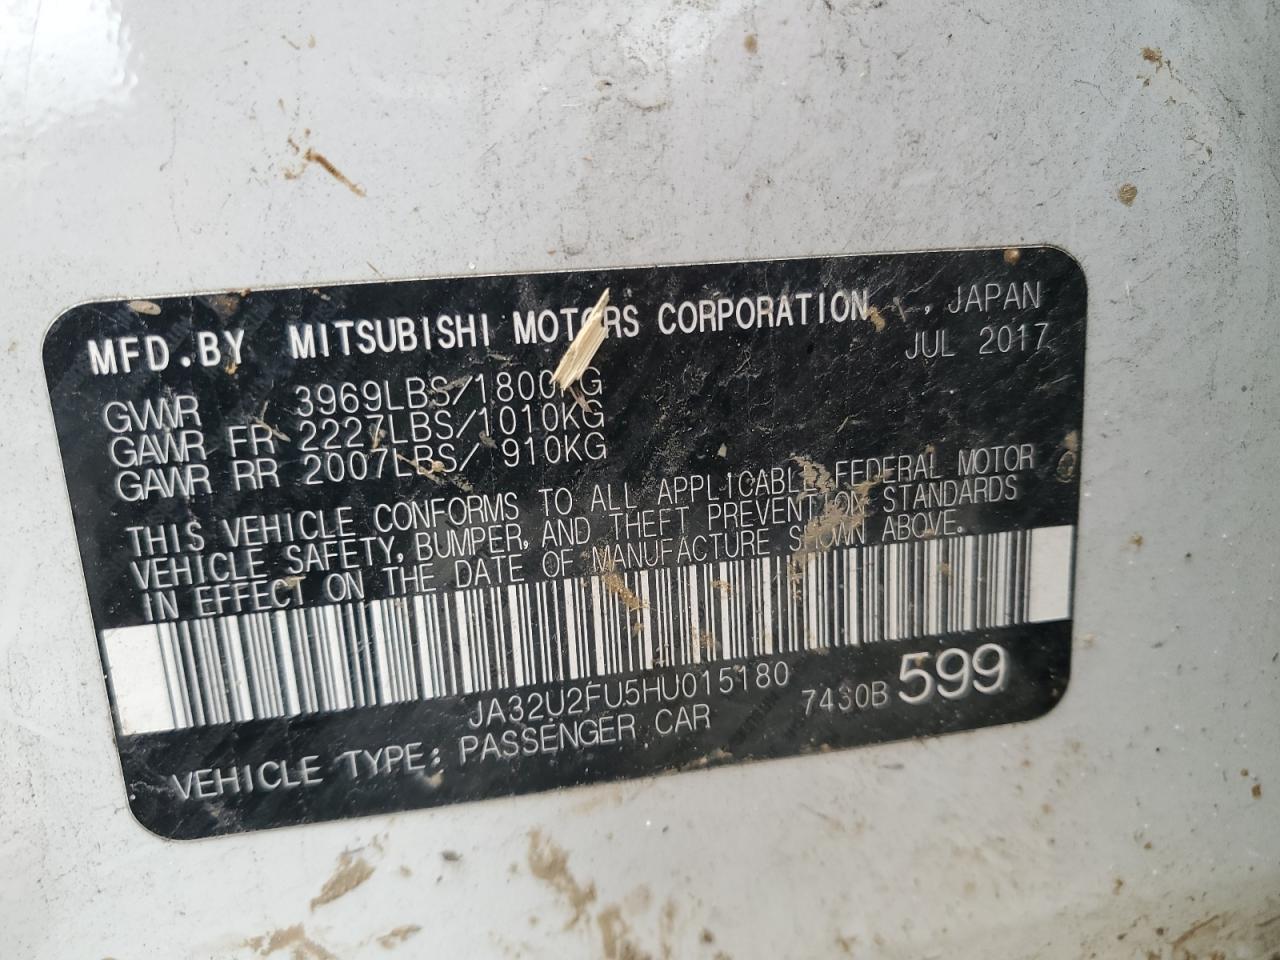 MFD.BY MITSUBISHI MOTORS CORPORATION , JAPAN
JUL 2017
GVWR 3969LBS/1800KG
GAWR FR 2227LBS/1010KG
GAWR RR 2007LBS/ 910KG
THIS VEHICLE CONFORMS TO ALL APPLICABLE FEDERAL MOTOR
VEHICLE SAFETY, BUMPER, AND THEFT PREVENTION STANDARDS
IN EFFECT ON THE DATE OF MANUFACTURE SHOWN ABOVE.
JA32U2FU5HU015180 7430B 599
VEHICLE TYPE: PASSENGER CAR